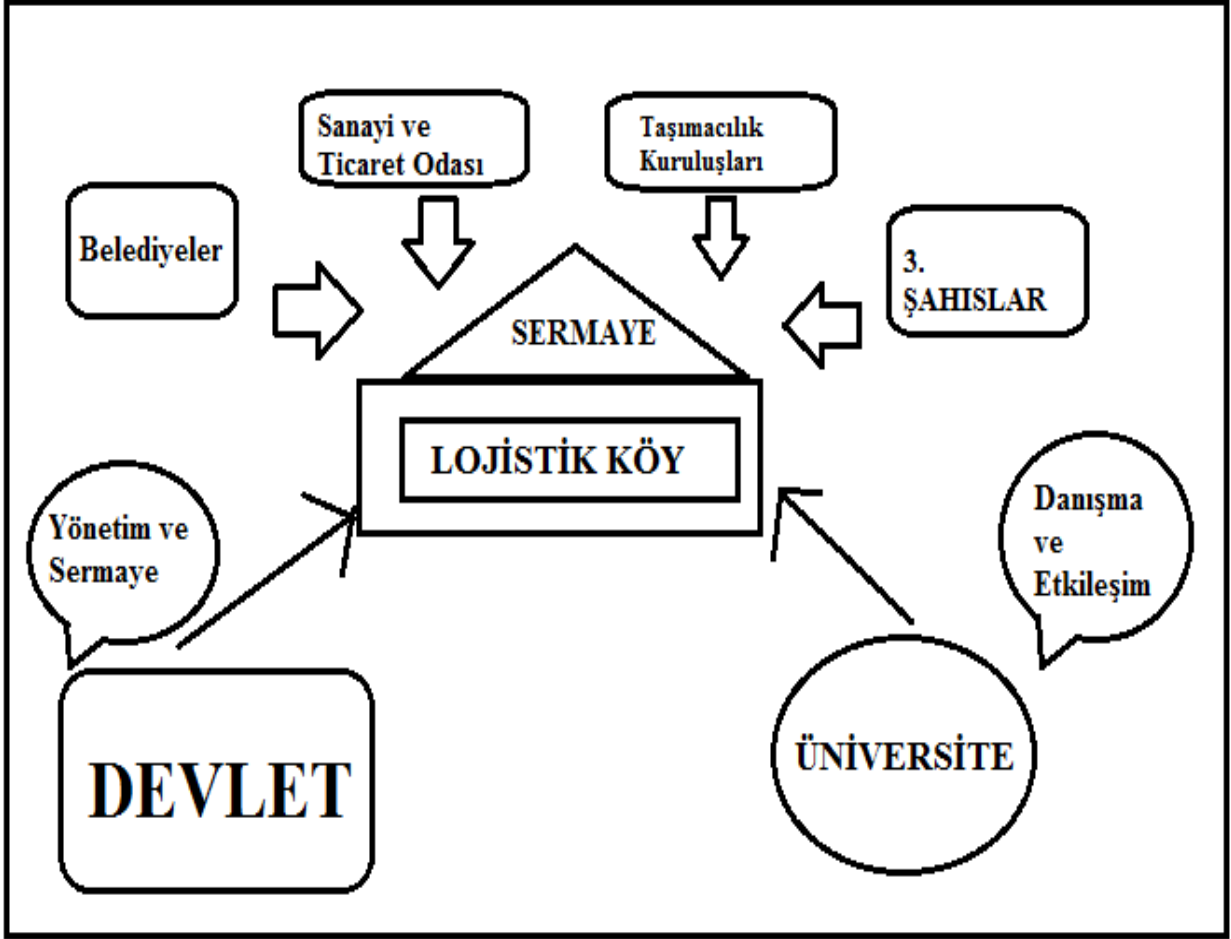 Sanayi ve
Ticaret Odası
Taşımacılık
Kuruluşları
Belediyeler
3.
ŞAHISLAR
SERMAYE
LOJİSTİK KÖY
Yönetim ve
Sermaye
Danışma
ve
Etkileşim
DEVLET
ÜNİVERSİTE